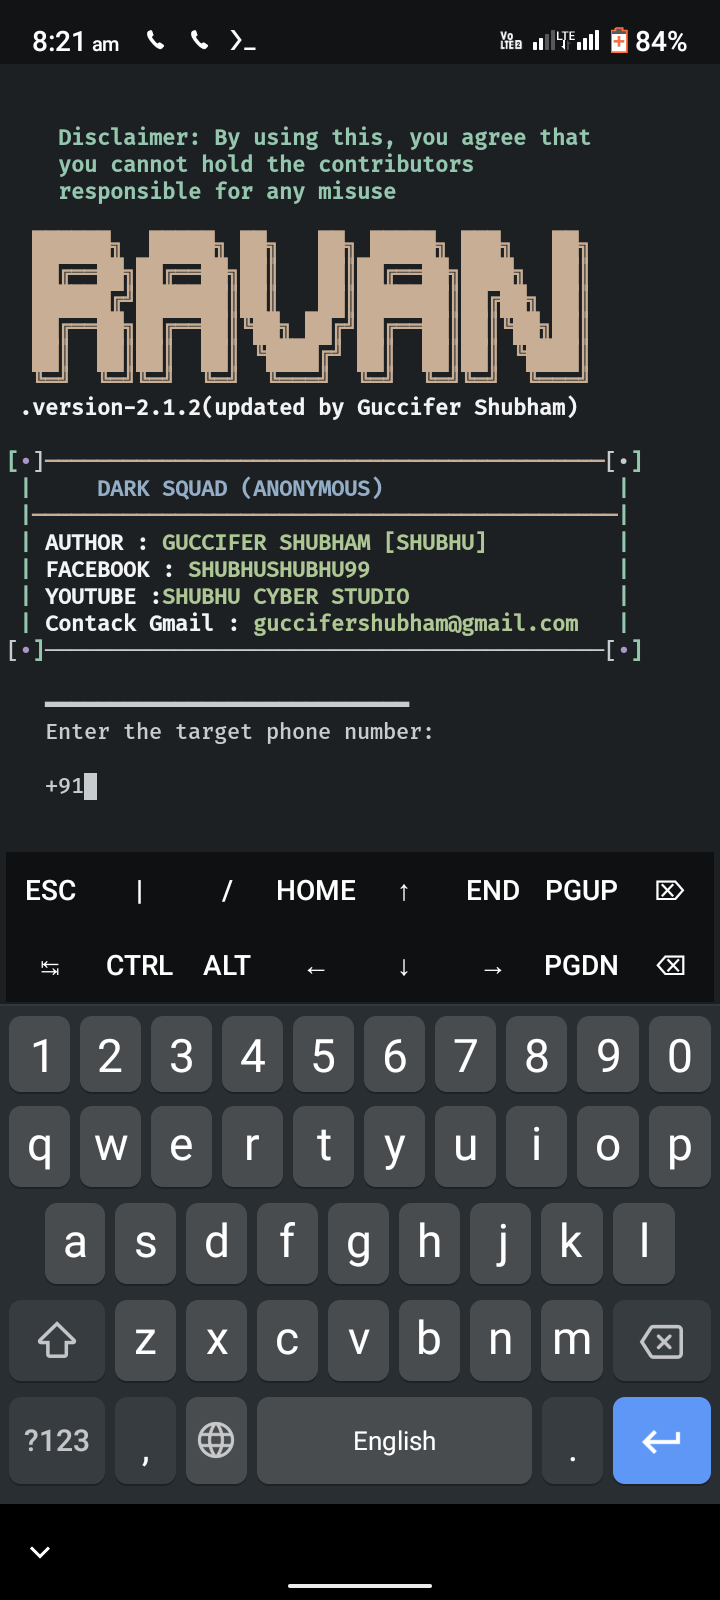 8:21 am
Vo LTE2 LTE 84%
Disclaimer: By using this, you agree that
you cannot hold the contributors
responsible for any misuse
RAVAN
.version-2.1.2(updated by Guccifer Shubham)
[•] [•]
| DARK SQUAD (ANONYMOUS) |
| AUTHOR : GUCCIFER SHUBHAM [SHUBHU] |
| FACEBOOK : SHUBHUSHUBHU99 |
| YOUTUBE :SHUBHU CYBER STUDIO |
| Contack Gmail : guccifershubham@gmail.com |
[•] [•]
Enter the target phone number:
+91
ESC | / HOME ↑ END PGUP ⌦
↹ CTRL ALT ← ↓ → PGDN ⌫
1 2 3 4 5 6 7 8 9 0
q w e r t y u i o p
a s d f g h j k l
z x c v b n m
?123 , English .